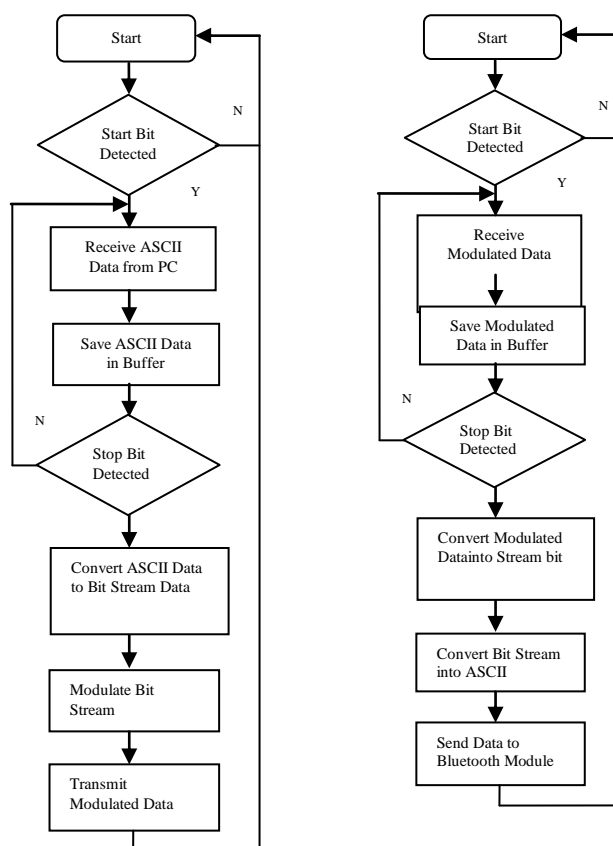 Start
N
Start Bit
Detected
Y
Receive ASCII
Data from PC
Save ASCII Data
in Buffer
N
Stop Bit
Detected
Convert ASCII Data
to Bit Stream Data
Modulate Bit
Stream
Transmit
Modulated Data
Start
N
Start Bit
Detected
Y
Receive
Modulated Data
Save Modulated
Data in Buffer
N
Stop Bit
Detected
Convert Modulated
Datainto Stream bit
Convert Bit Stream
into ASCII
Send Data to
Bluetooth Module